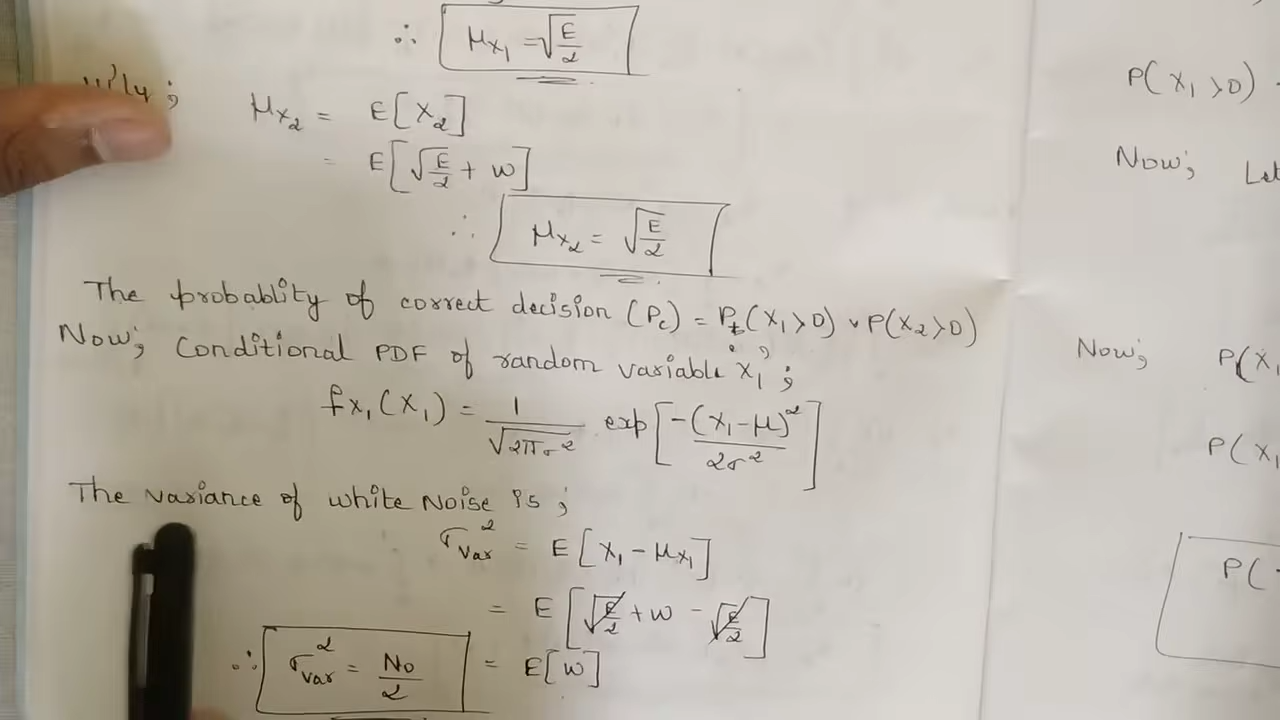 ∴ μx₁ = √E/2
μx₂ = E[X₂]
= E[√E/2 + w]
∴ μx₂ = √E/2
The probablity of correct decision (Pc) = P(X₁>0) × P(X₂>0)
Now; Conditional PDF of random variable 'X₁';
fx₁(X₁) = 1/√2πσ² exp[-(X₁-μ)²/2σ²]
The variance of white Noise is;
σ²var = E[X₁ - μx₁]
= E[√E/2 + w - √E/2]
∴ σ²var = No/2 = E[w]
P(X₁>0)
Now; Let
Now; P(X₁
P(X₁
P(